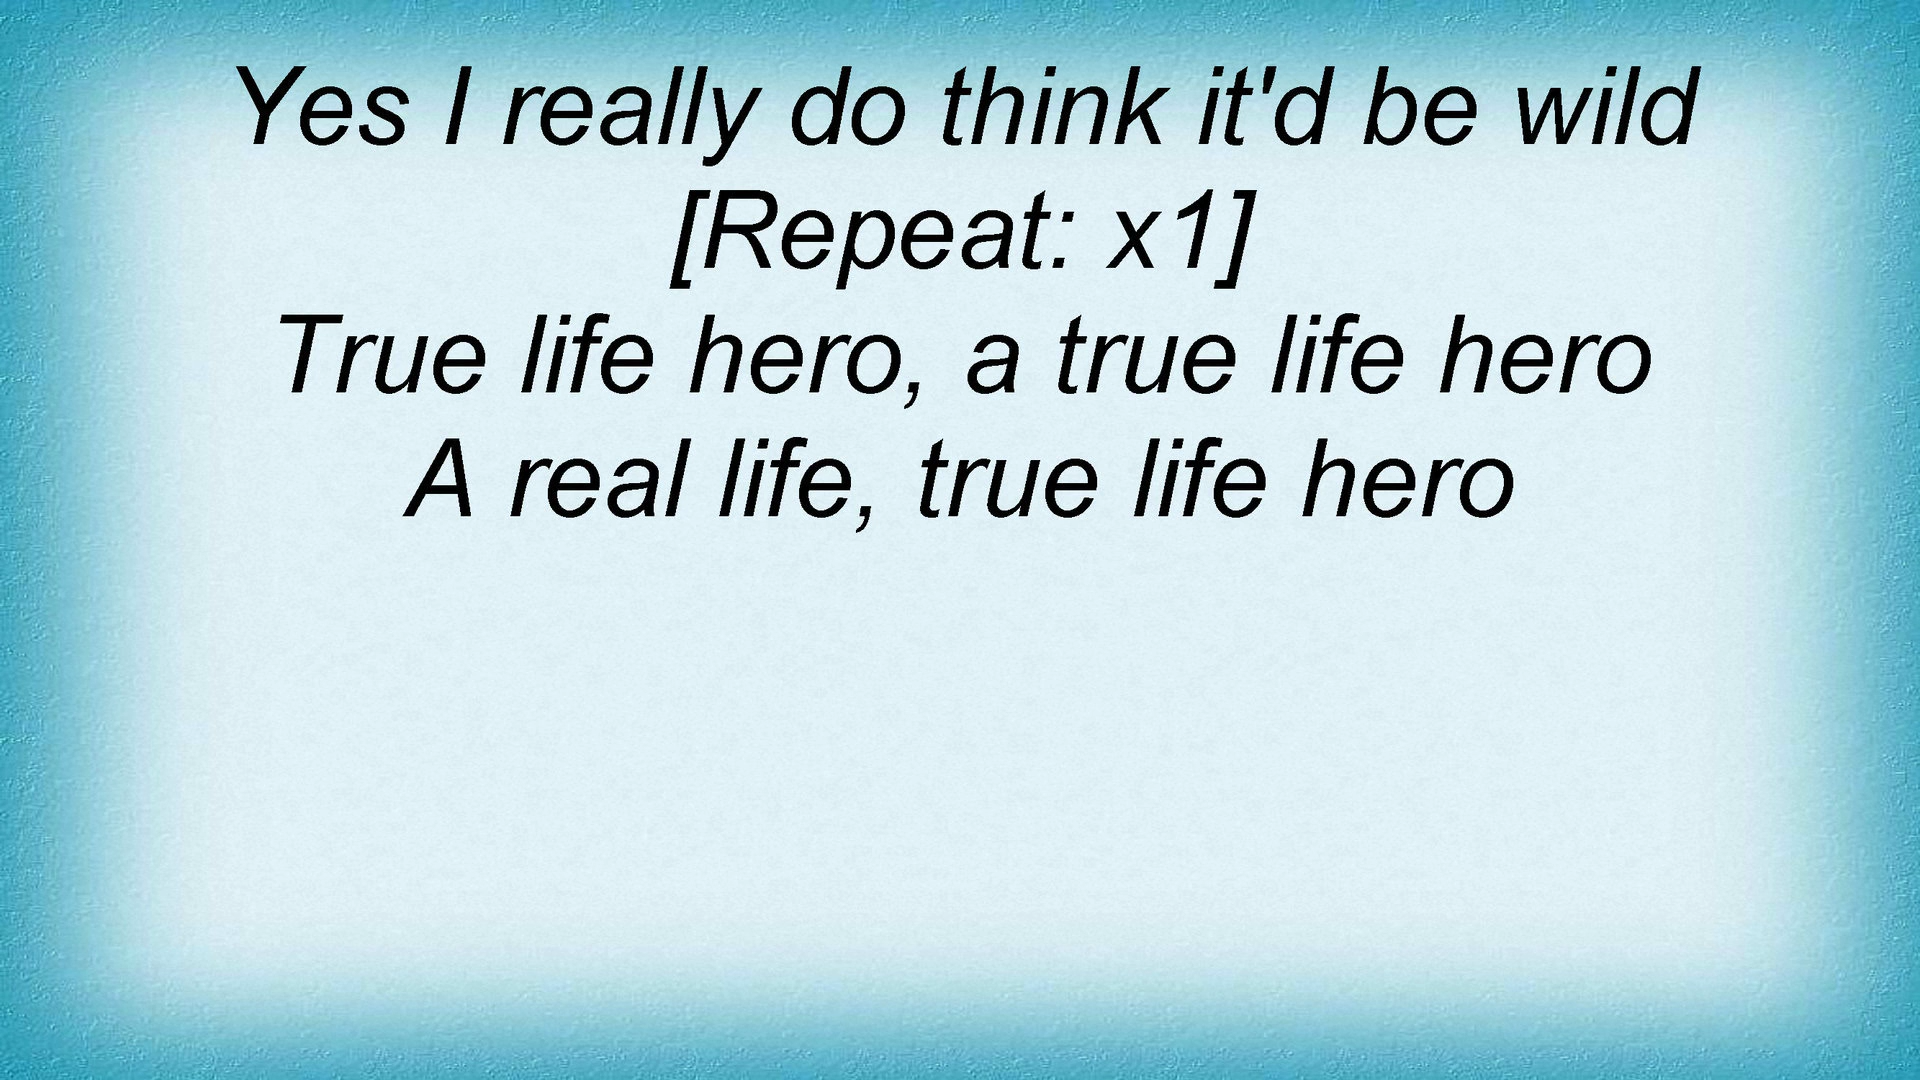 Yes I really do think it'd be wild
[Repeat: x1]
True life hero, a true life hero
A real life, true life hero